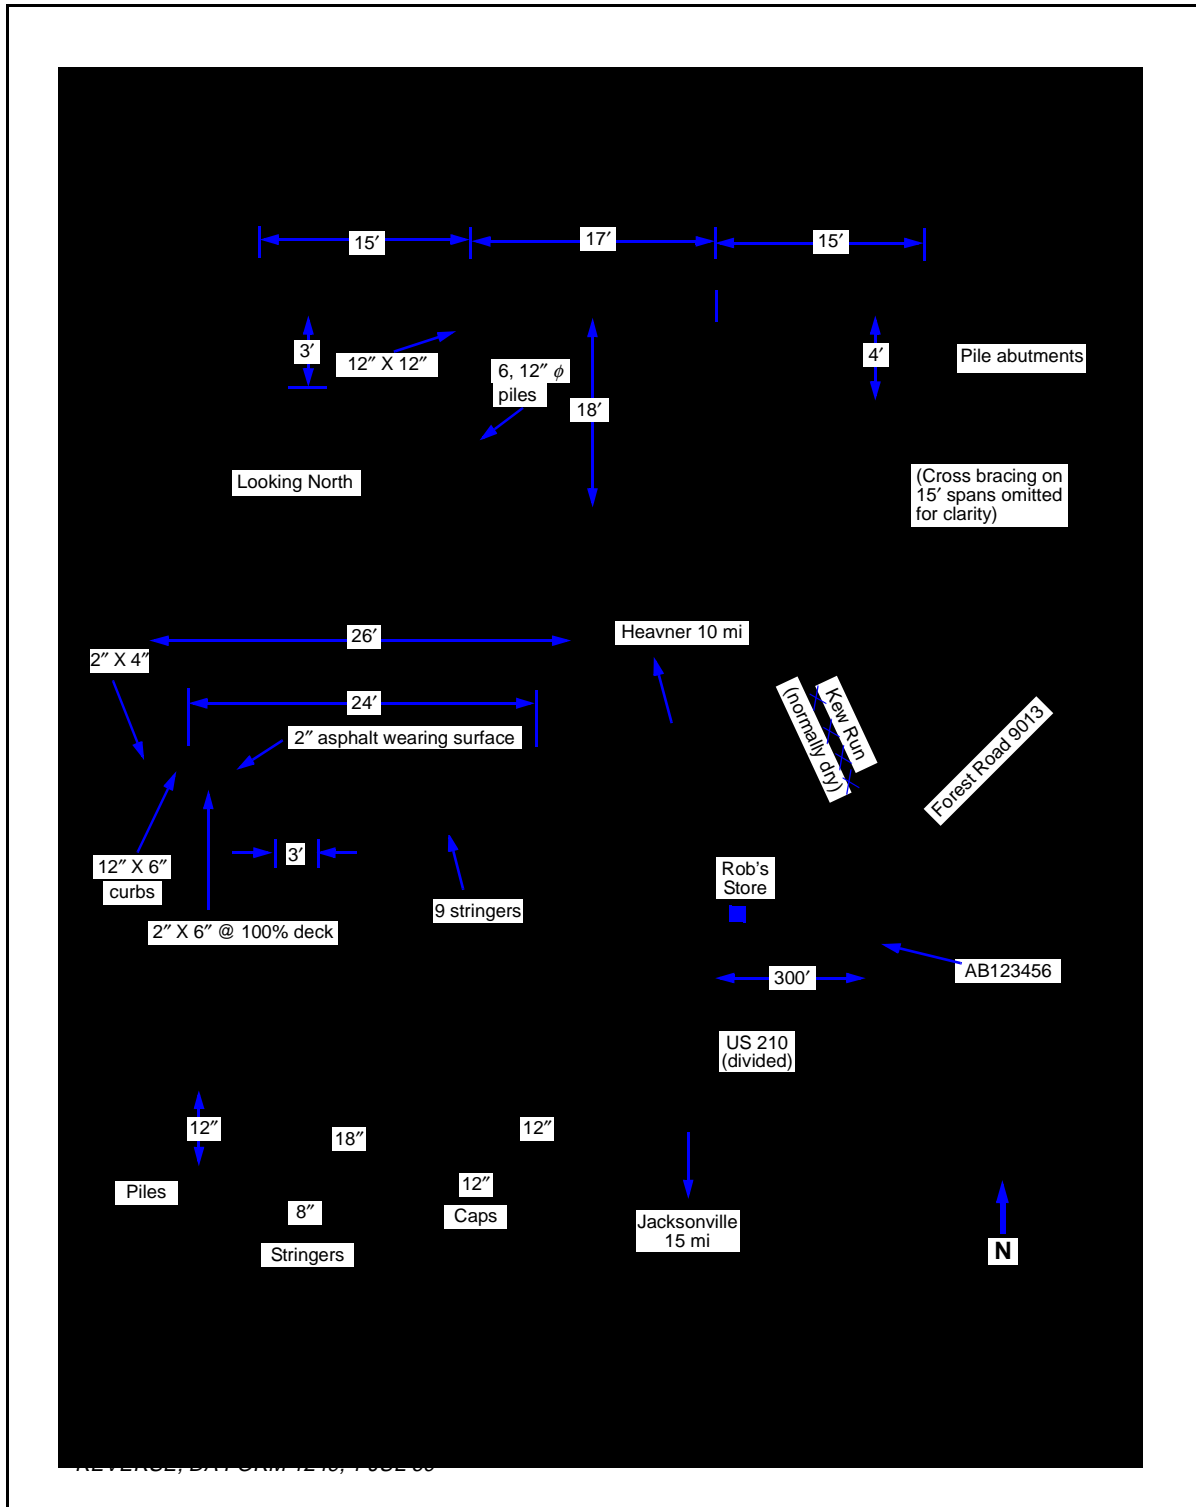 15′
17′
15′
3′
12″ X 12″
6, 12″ ϕ
piles
18′
4′
Pile abutments
Looking North
(Cross bracing on
15′ spans omitted
for clarity)
26′
2″ X 4″
24′
2″ asphalt wearing surface
12″ X 6″
curbs
3′
2″ X 6″ @ 100% deck
9 stringers
Heavner 10 mi
Kew Run
(normally dry)
Forest Road 9013
Rob's
Store
AB123456
300′
US 210
(divided)
12″
Piles
18″
8″
Stringers
12″
12″
Caps
Jacksonville
15 mi
N